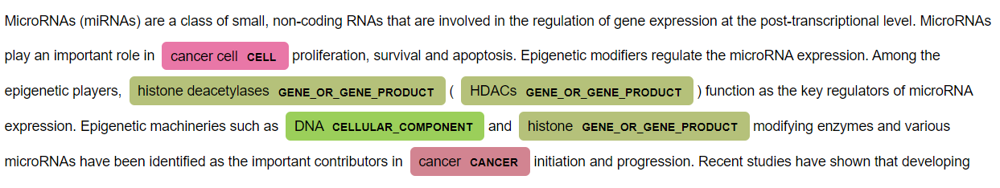 MicroRNAs (miRNAs) are a class of small, non-coding RNAs that are involved in the regulation of gene expression at the post-transcriptional level. MicroRNAs
play an important role in cancer cell CELL proliferation, survival and apoptosis. Epigenetic modifiers regulate the microRNA expression. Among the
epigenetic players, histone deacetylases GENE_OR_GENE_PRODUCT ( HDACs GENE_OR_GENE_PRODUCT ) function as the key regulators of microRNA
expression. Epigenetic machineries such as DNA CELLULAR_COMPONENT and histone GENE_OR_GENE_PRODUCT modifying enzymes and various
microRNAs have been identified as the important contributors in cancer CANCER initiation and progression. Recent studies have shown that developing